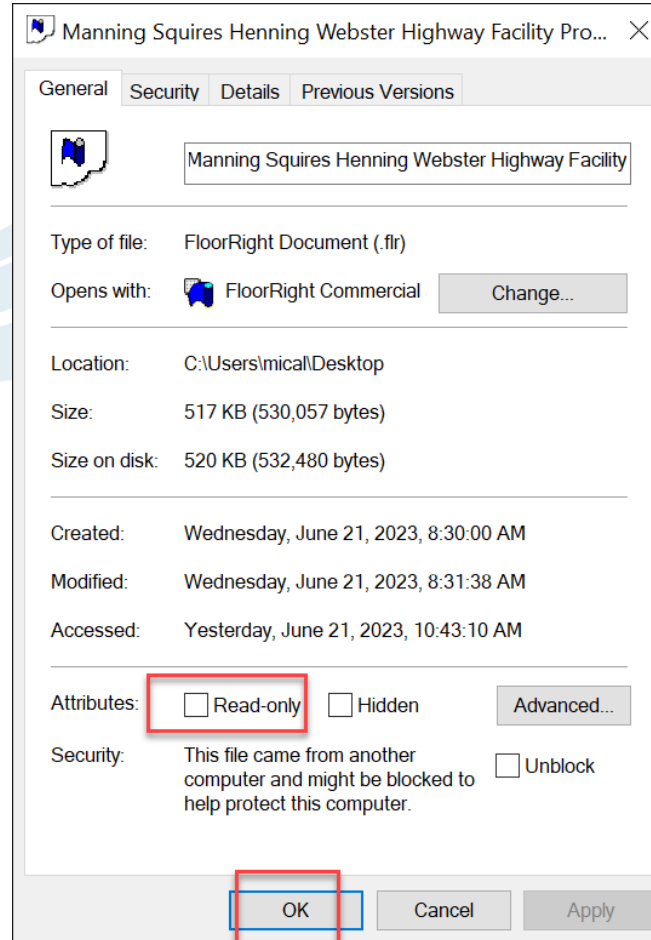 Manning Squires Henning Webster Highway Facility Pro...
General Security Details Previous Versions
Manning Squires Henning Webster Highway Facility
Type of file: FloorRight Document (.flr)
Opens with: FloorRight Commercial Change...
Location: C:\Users\mical\Desktop
Size: 517 KB (530,057 bytes)
Size on disk: 520 KB (532,480 bytes)
Created: Wednesday, June 21, 2023, 8:30:00 AM
Modified: Wednesday, June 21, 2023, 8:31:38 AM
Accessed: Yesterday, June 21, 2023, 10:43:10 AM
Attributes: Read-only Hidden Advanced...
Security: This file came from another
computer and might be blocked to
help protect this computer.
Unblock
OK Cancel Apply